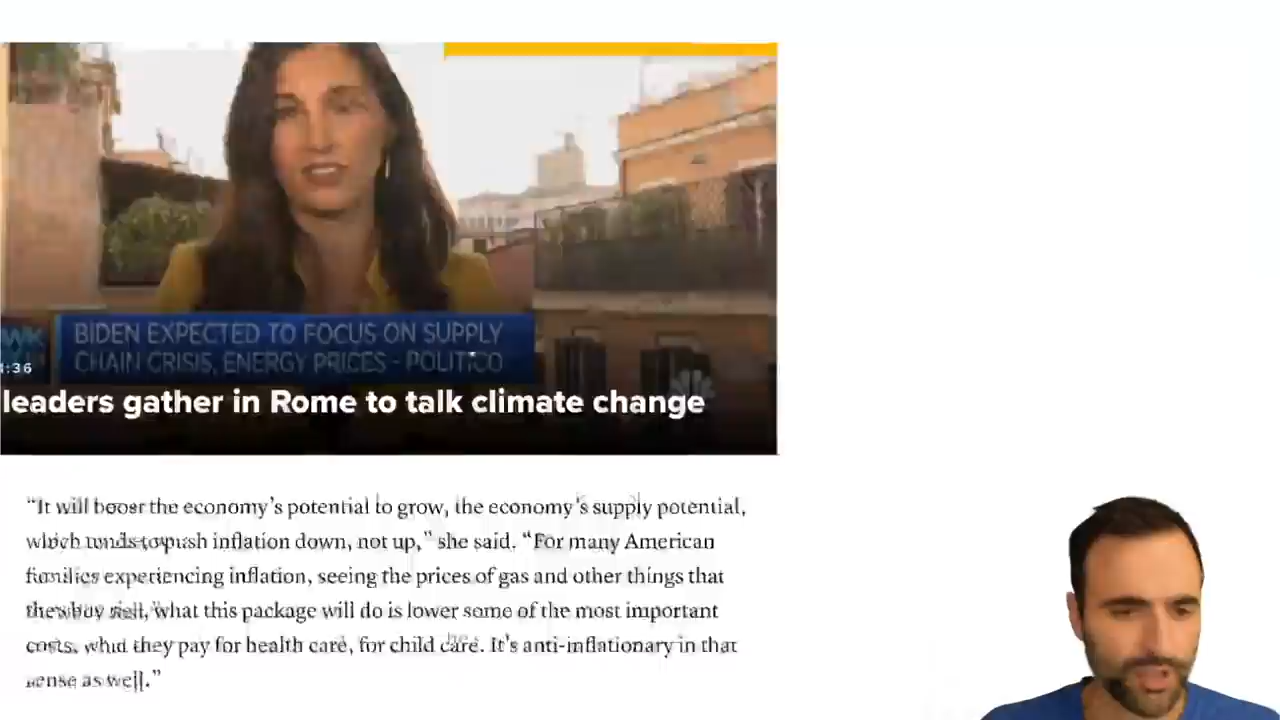 BIDEN EXPECTED TO FOCUS ON SUPPLY
CHAIN CRISIS, ENERGY PRICES - POLITICO
:36
leaders gather in Rome to talk climate change
“It will boost the economy’s potential to grow, the economy’s supply potential,
which tends to push inflation down, not up,” she said. “For many American
families experiencing inflation, seeing the prices of gas and other things that
they buy rise, what this package will do is lower some of the most important
costs, what they pay for health care, for child care. It’s anti-inflationary in that
sense as well.”